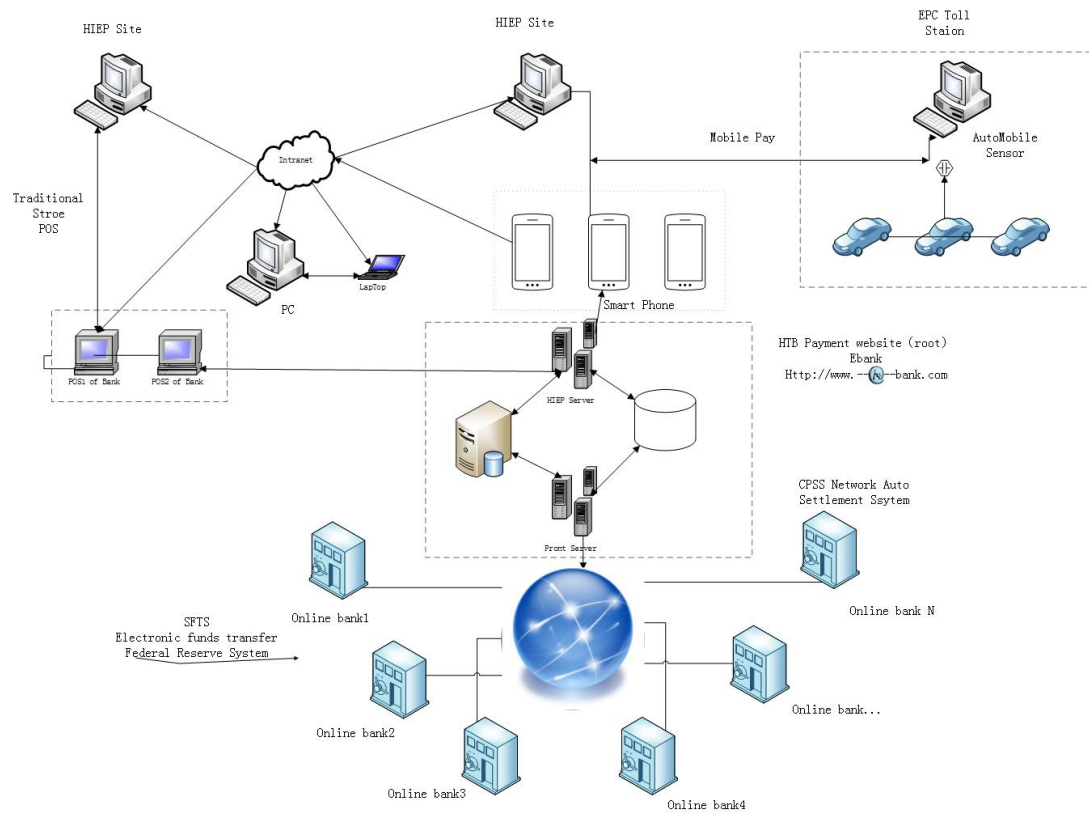 HIEP Site
HIEP Site
EPC Toll
Staion
Mobile Pay
AutoMobile
Sensor
Intranet
Traditional
Stroe
POS
LapTop
PC
Smart Phone
POS1 of Bank
POS2 of Bank
HTB Payment website (root)
Ebank
Http://www.---bank.com
HIEP Server
CPSS Network Auto
Settlement Ssytem
Front Server
Online bank1
Online bank N
SFTS
Electronic funds transfer
Federal Reserve System
Online bank...
Online bank2
Online bank3
Online bank4